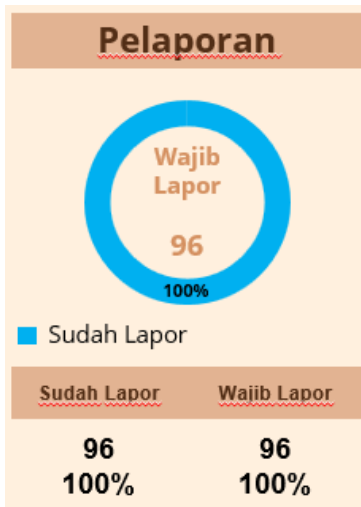 Pelaporan
Wajib
Lapor
96
100%
Sudah Lapor
Sudah Lapor Wajib Lapor
96 96
100% 100%